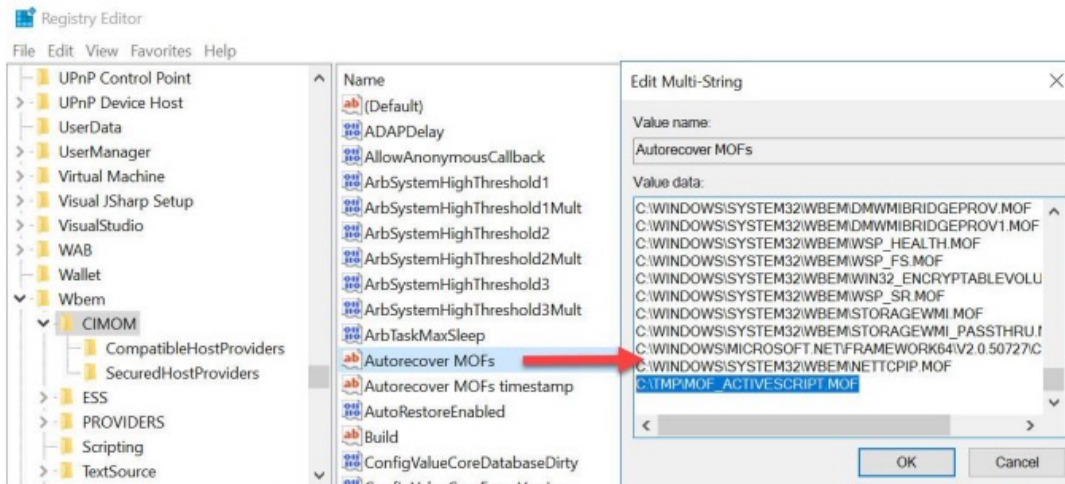 Registry Editor
File Edit View Favorites Help
UPnP Control Point
UPnP Device Host
UserData
UserManager
Virtual Machine
Visual JSharp Setup
VisualStudio
WAB
Wallet
Wbem
CIMOM
CompatibleHostProviders
SecuredHostProviders
ESS
PROVIDERS
Scripting
TextSource
Name
ab (Default)
ADAPDelay
AllowAnonymousCallback
ArbSystemHighThreshold1
ArbSystemHighThreshold1Mult
ArbSystemHighThreshold2
ArbSystemHighThreshold2Mult
ArbSystemHighThreshold3
ArbSystemHighThreshold3Mult
ArbTaskMaxSleep
ab Autorecover MOFs
ab Autorecover MOFs timestamp
AutoRestoreEnabled
ab Build
ConfigValueCoreDatabaseDirty
Edit Multi-String
Value name:
Autorecover MOFs
Value data:
C:\WINDOWS\SYSTEM32\WBEM\DMWMIBRIDGEPROV.MOF
C:\WINDOWS\SYSTEM32\WBEM\DMWMIBRIDGEPROV1.MOF
C:\WINDOWS\SYSTEM32\WBEM\WSP_HEALTH.MOF
C:\WINDOWS\SYSTEM32\WBEM\WSP_FS.MOF
C:\WINDOWS\SYSTEM32\WBEM\WIN32_ENCRYPTABLEVOLU
C:\WINDOWS\SYSTEM32\WBEM\WSP_SR.MOF
C:\WINDOWS\SYSTEM32\WBEM\STORAGEWMI.MOF
C:\WINDOWS\SYSTEM32\WBEM\STORAGEWMI_PASSTHRU.
C:\WINDOWS\MICROSOFT.NET\FRAMEWORK64\V2.0.50727\C
C:\WINDOWS\SYSTEM32\WBEM\NETTCPIP.MOF
C:\TMP\MOF_ACTIVESCRIPT.MOF
OK Cancel